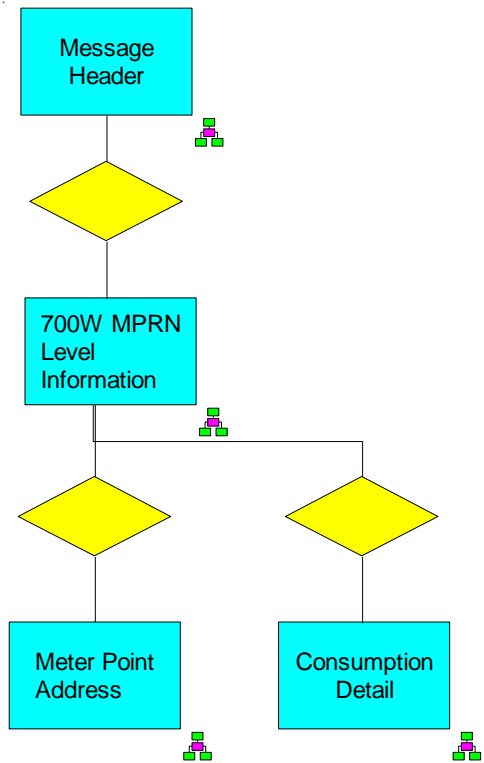 Message
Header
700W MPRN
Level
Information
Meter Point
Address
Consumption
Detail